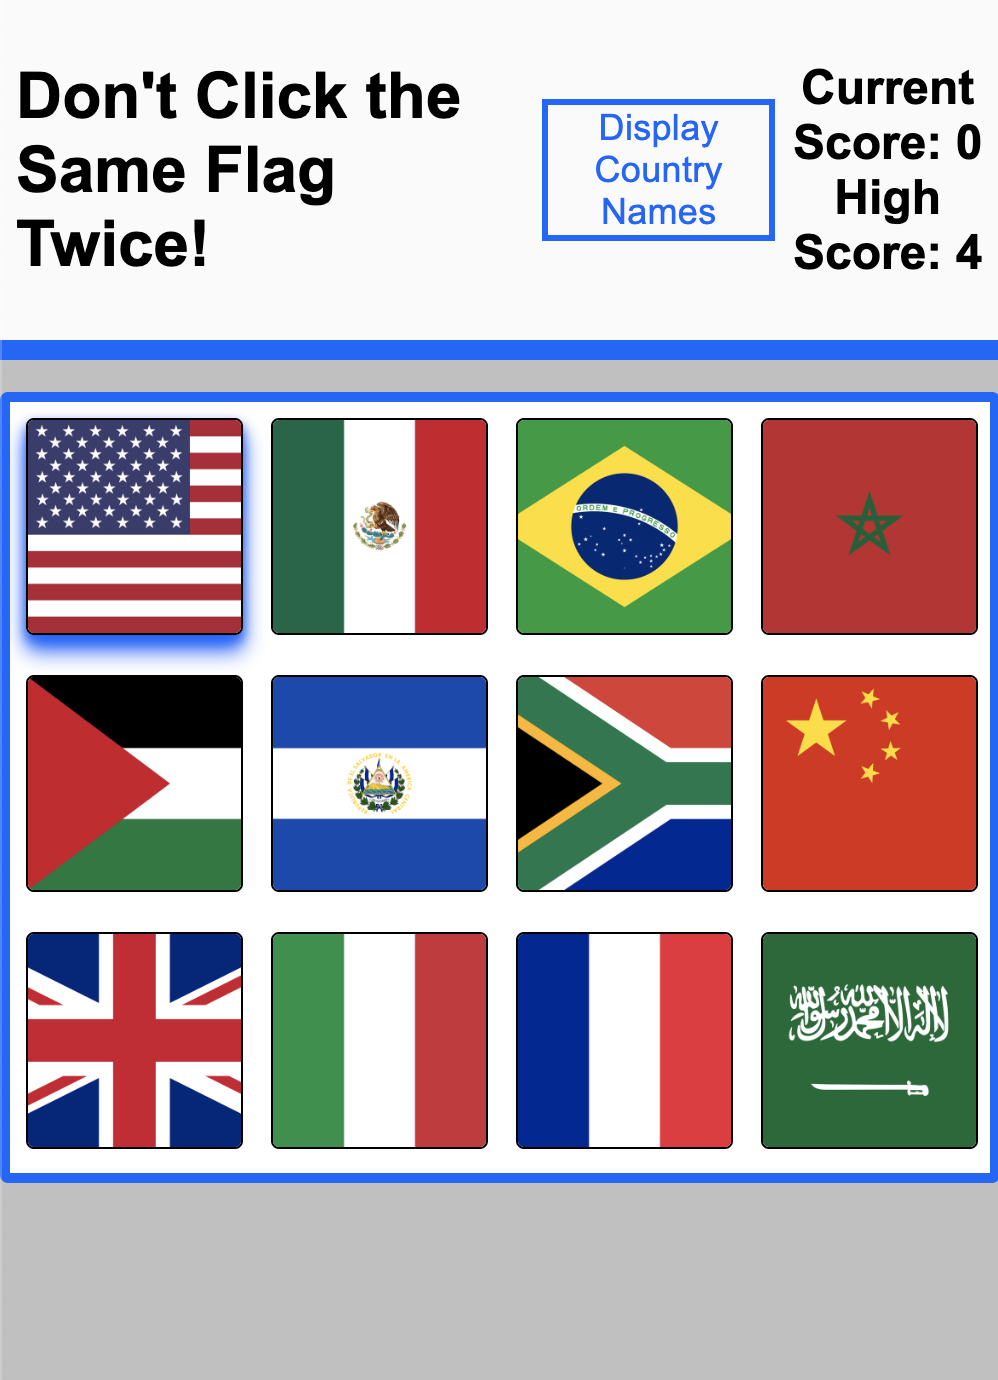 Don't Click the
Same Flag
Twice!
Display
Country
Names
Current
Score: 0
High
Score: 4
ORDEM E PROGRESSO
لا إله إلا الله محمد رسول الله